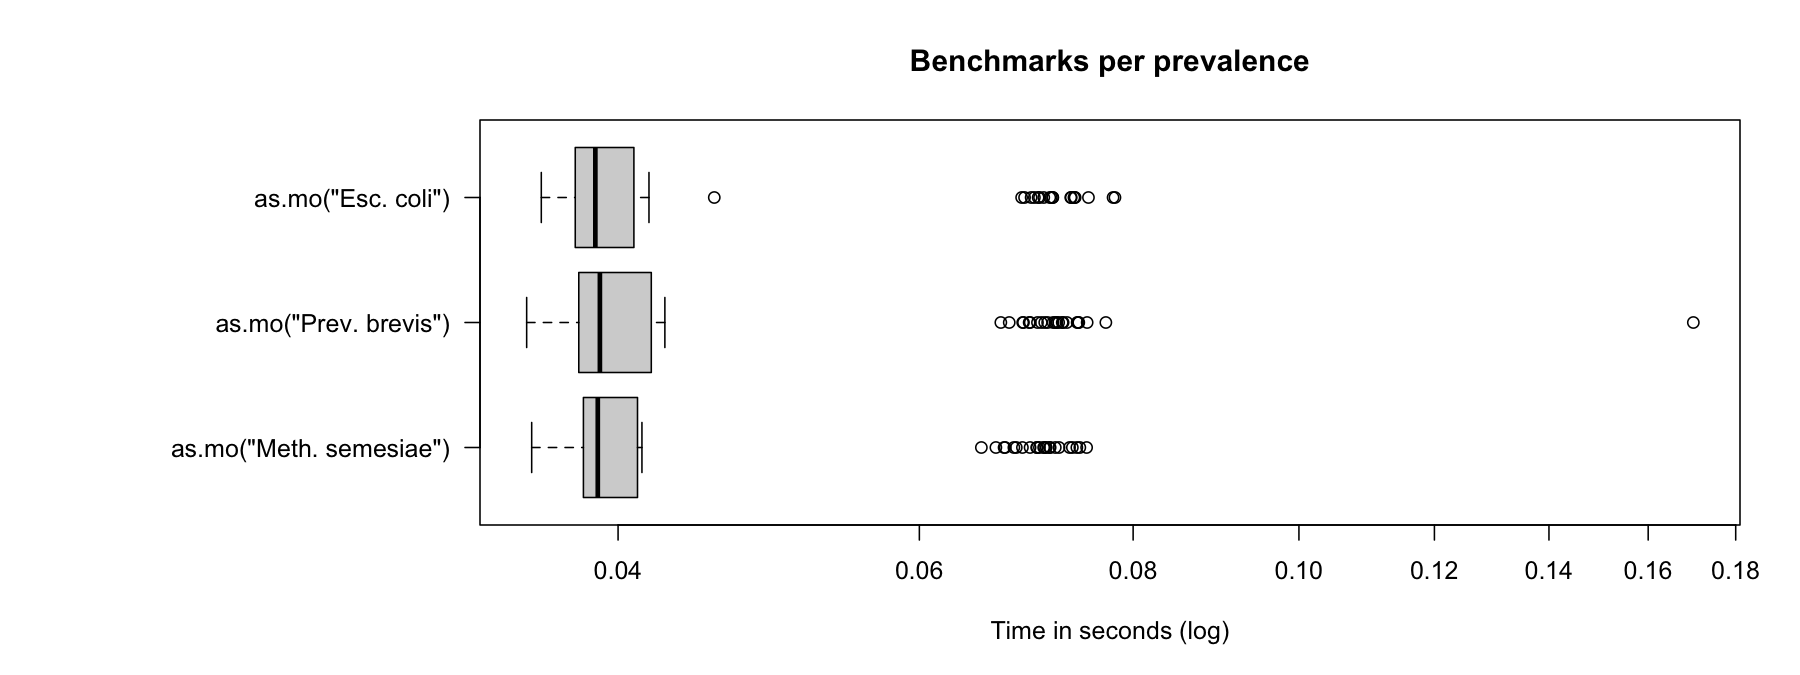 Benchmarks per prevalence
as.mo("Esc. coli")
as.mo("Prev. brevis")
as.mo("Meth. semesiae")
0.04 0.06 0.08 0.10 0.12 0.14 0.16 0.18
Time in seconds (log)